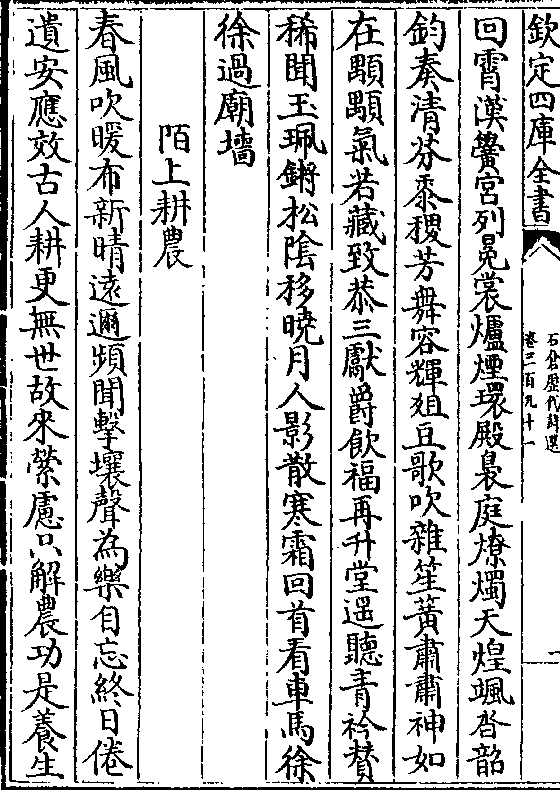 欽定四庫全書
石倉歷代詩選
卷三百九十一
回霄漢黌宮列冕裳爐煙環殿裊庭燎燭天煌颯沓韶
鈞奏清芬黍稷芳舞容輝俎豆歌吹雜笙簧肅肅神如
在顒顒氣若藏致恭三獻爵飲福再升堂遥聽青衿贊
稀聞玉珮鏘松陰移曉月人影散寒霜回首看車馬徐
徐過廟墻
陌上耕農
春風吹暖布新晴遠邇頻聞擊壤聲為樂自忘終日倦
遺安應效古人耕更無世故來縈慮只解農功是養生